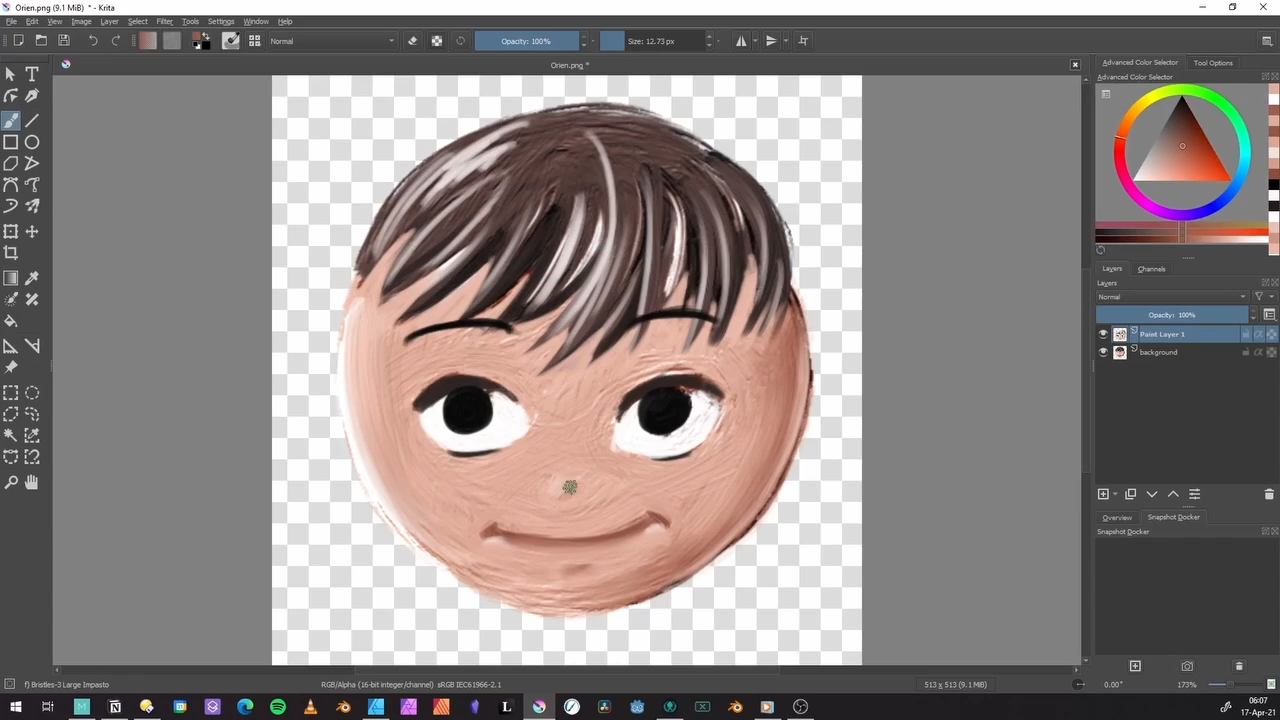 Orien.png (9.1 MiB) * - Krita
File Edit View Image Layer Select Filter Tools Settings Window Help
Normal Opacity: 100% Size: 12.73 px
Orien.png *
Advanced Color Selector Tool Options
Advanced Color Selector
Layers Channels
Layers
Normal
Opacity: 100%
Paint Layer 1
background
Overview Snapshot Docker
Snapshot Docker
f) Bristles-3 Large Impasto RGB/Alpha (16-bit integer/channel) sRGB IEC61966-2.1 513 x 513 (9.1 MiB) 0.00° 173%
06:07
17-Apr-21